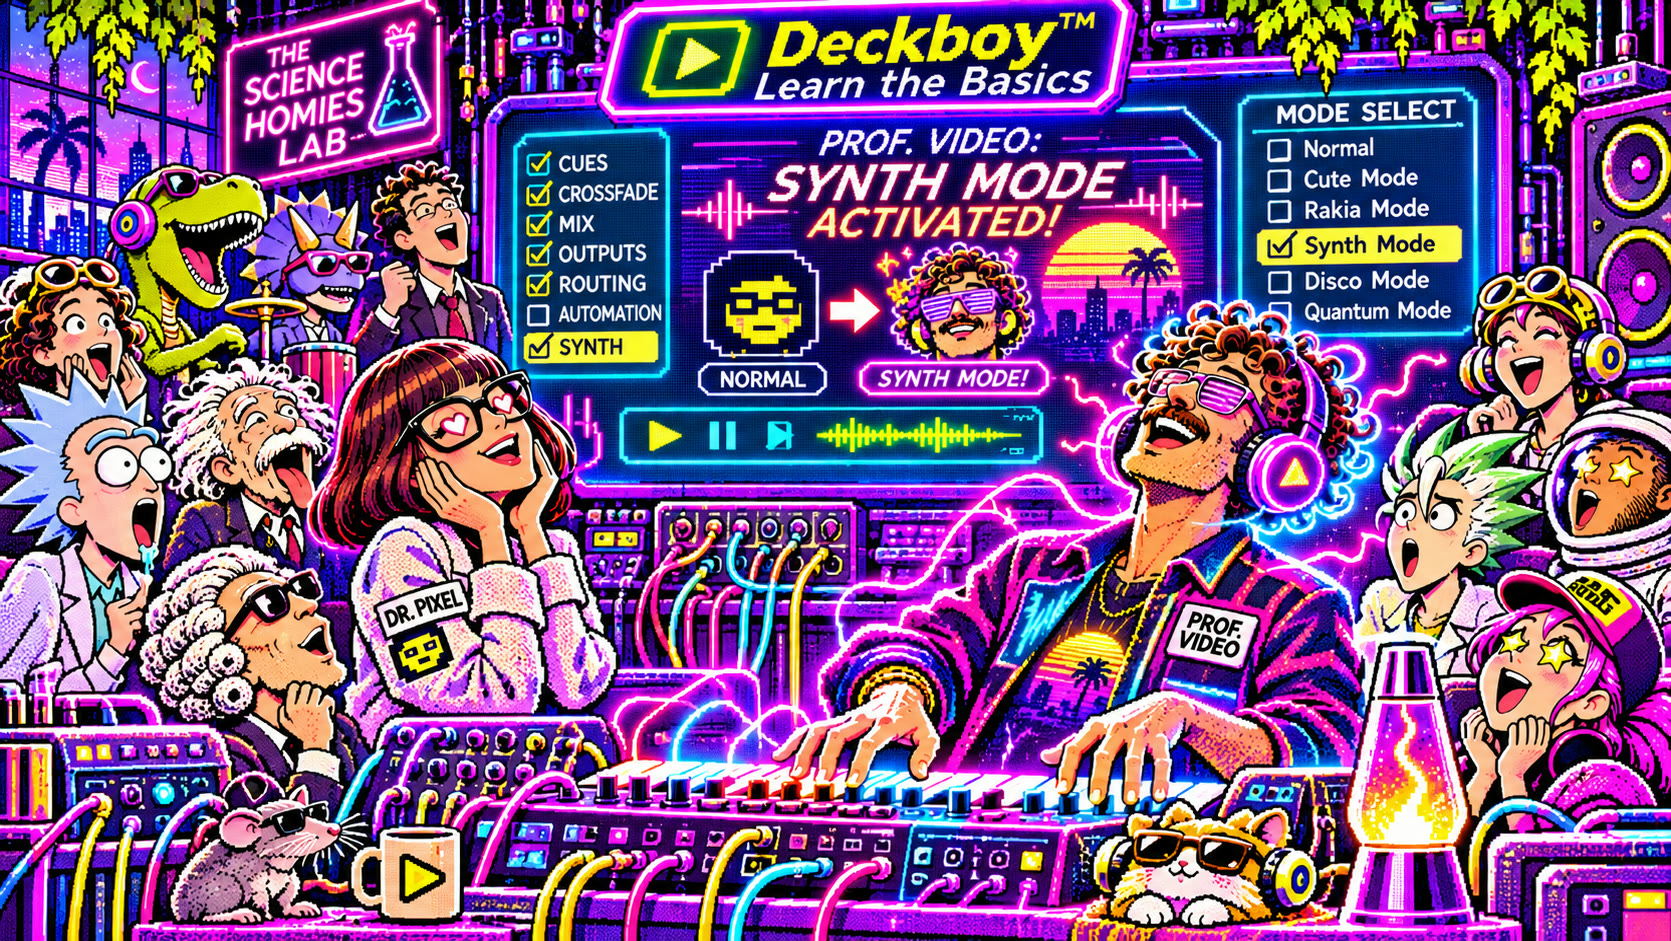 THE
SCIENCE
HOMIES
LAB
Deckboy™
Learn the Basics
CUES
CROSSFADE
MIX
OUTPUTS
ROUTING
AUTOMATION
SYNTH
PROF. VIDEO:
SYNTH MODE
ACTIVATED!
NORMAL
SYNTH MODE!
MODE SELECT
Normal
Cute Mode
Rakia Mode
Synth Mode
Disco Mode
Quantum Mode
DR. PIXEL
PROF.
VIDEO